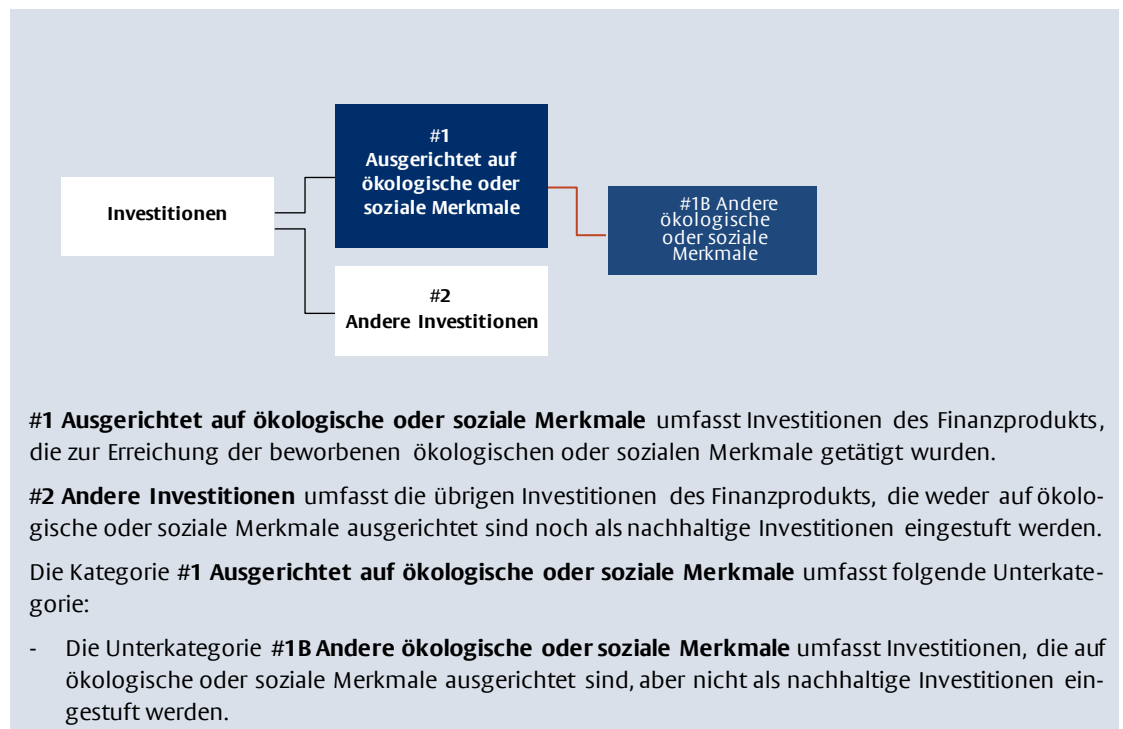 #1
Ausgerichtet auf
ökologische oder
soziale Merkmale
Investitionen
#1B Andere
ökologische
oder soziale
Merkmale
#2
Andere Investitionen
#1 Ausgerichtet auf ökologische oder soziale Merkmale umfasst Investitionen des Finanzprodukts,
die zur Erreichung der beworbenen ökologischen oder sozialen Merkmale getätigt wurden.
#2 Andere Investitionen umfasst die übrigen Investitionen des Finanzprodukts, die weder auf ökolo-
gische oder soziale Merkmale ausgerichtet sind noch als nachhaltige Investitionen eingestuft werden.
Die Kategorie #1 Ausgerichtet auf ökologische oder soziale Merkmale umfasst folgende Unterkate-
gorie:
- Die Unterkategorie #1B Andere ökologische oder soziale Merkmale umfasst Investitionen, die auf
ökologische oder soziale Merkmale ausgerichtet sind, aber nicht als nachhaltige Investitionen ein-
gestuft werden.